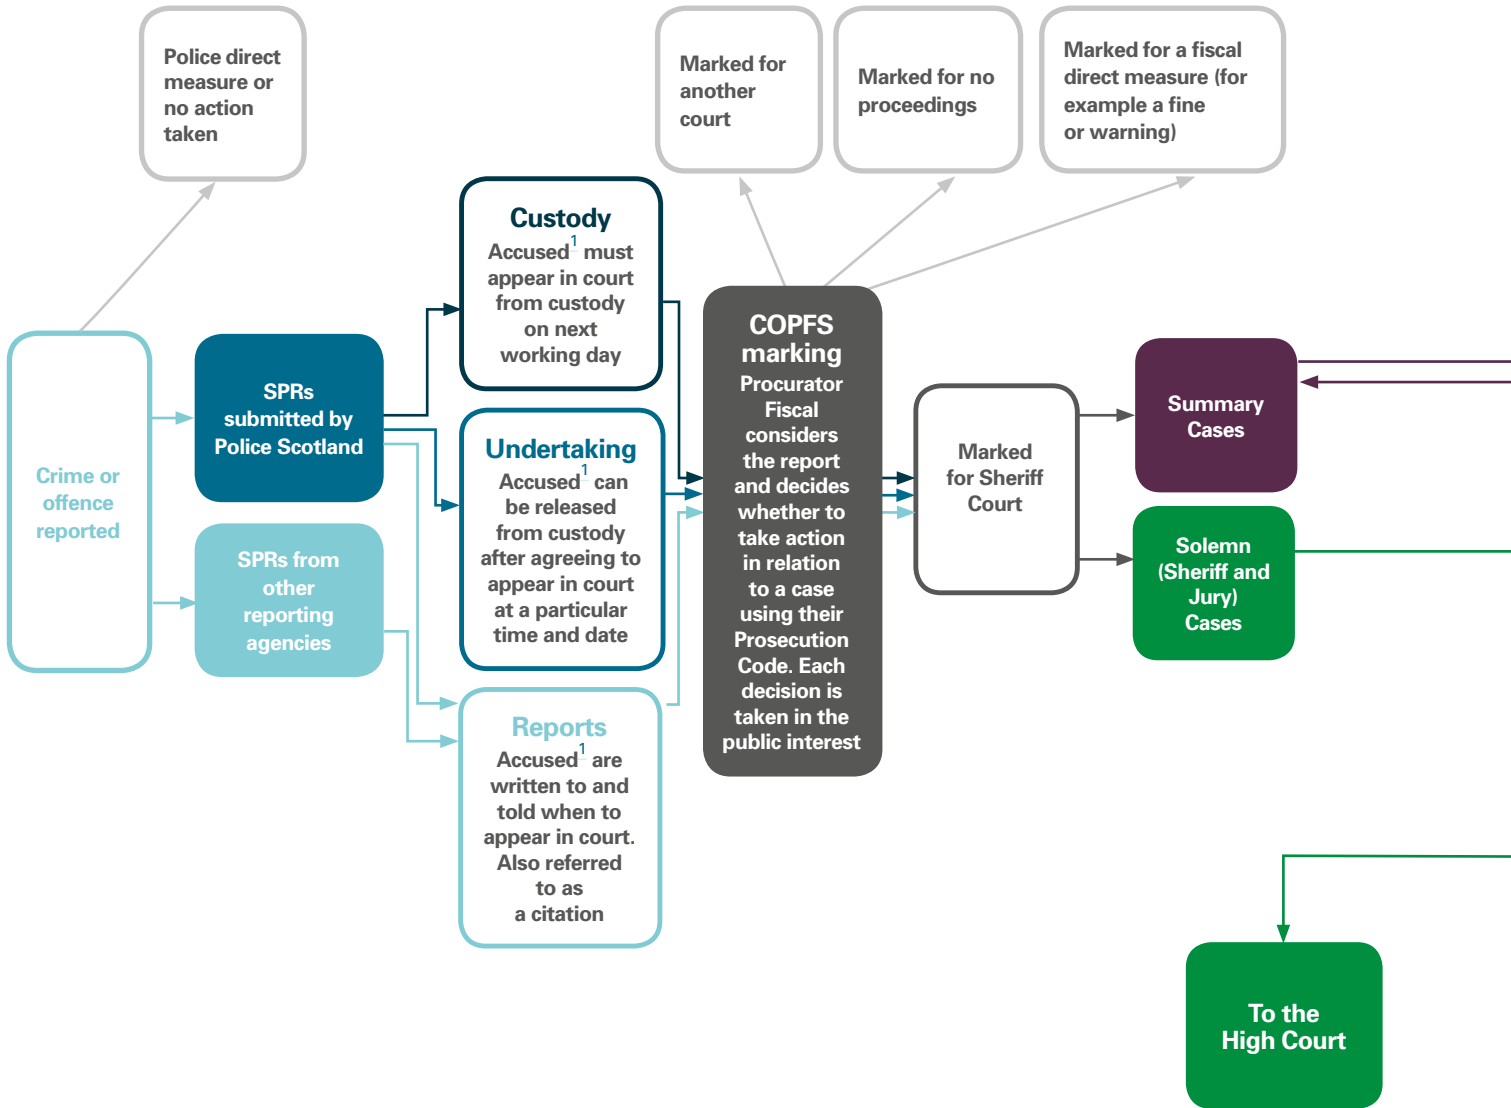 Police direct
measure or
no action
taken
Marked for
another
court
Marked for no
proceedings
Marked for a fiscal
direct measure (for
example a fine
or warning)
Crime or
offence
reported
SPRs
submitted by
Police Scotland
SPRs from
other
reporting
agencies
Custody
Accused1 must
appear in court
from custody
on next
working day
Undertaking
Accused1 can
be released
from custody
after agreeing to
appear in court
at a particular
time and date
Reports
Accused1 are
written to and
told when to
appear in court.
Also referred
to as
a citation
COPFS
marking
Procurator
Fiscal
considers
the report
and decides
whether to
take action
in relation
to a case
using their
Prosecution
Code. Each
decision is
taken in the
public interest
Marked
for Sheriff
Court
Summary
Cases
Solemn
(Sheriff and
Jury)
Cases
To the
High Court